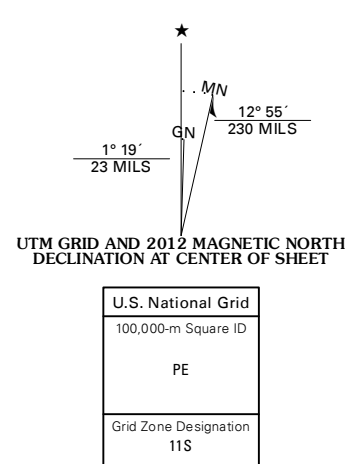 ★
MN
12° 55´
230 MILS
GN
1° 19´
23 MILS
UTM GRID AND 2012 MAGNETIC NORTH
DECLINATION AT CENTER OF SHEET
U.S. National Grid
100,000-m Square ID
PE
Grid Zone Designation
11S